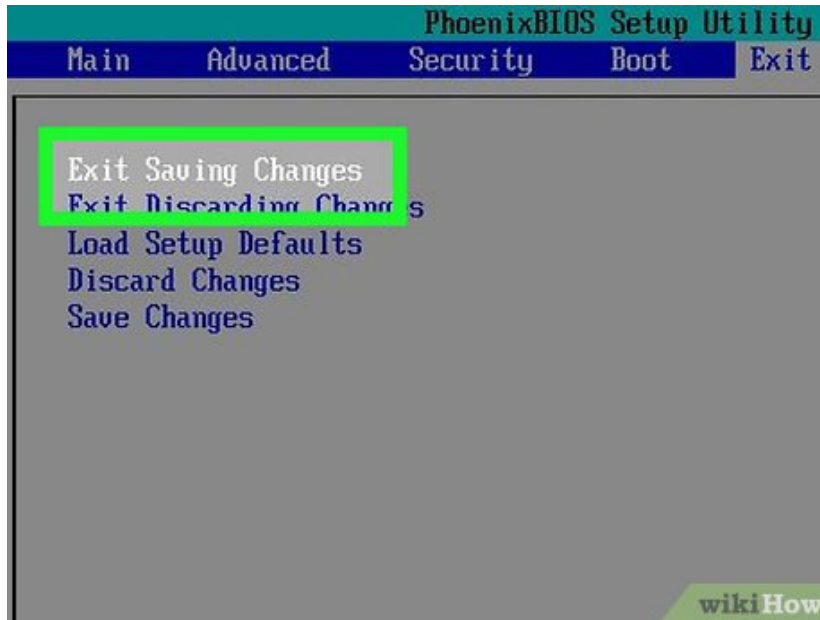 PhoenixBIOS Setup Utility
Main Advanced Security Boot Exit
Exit Saving Changes
Exit Discarding Changes
Load Setup Defaults
Discard Changes
Save Changes
wikiHow